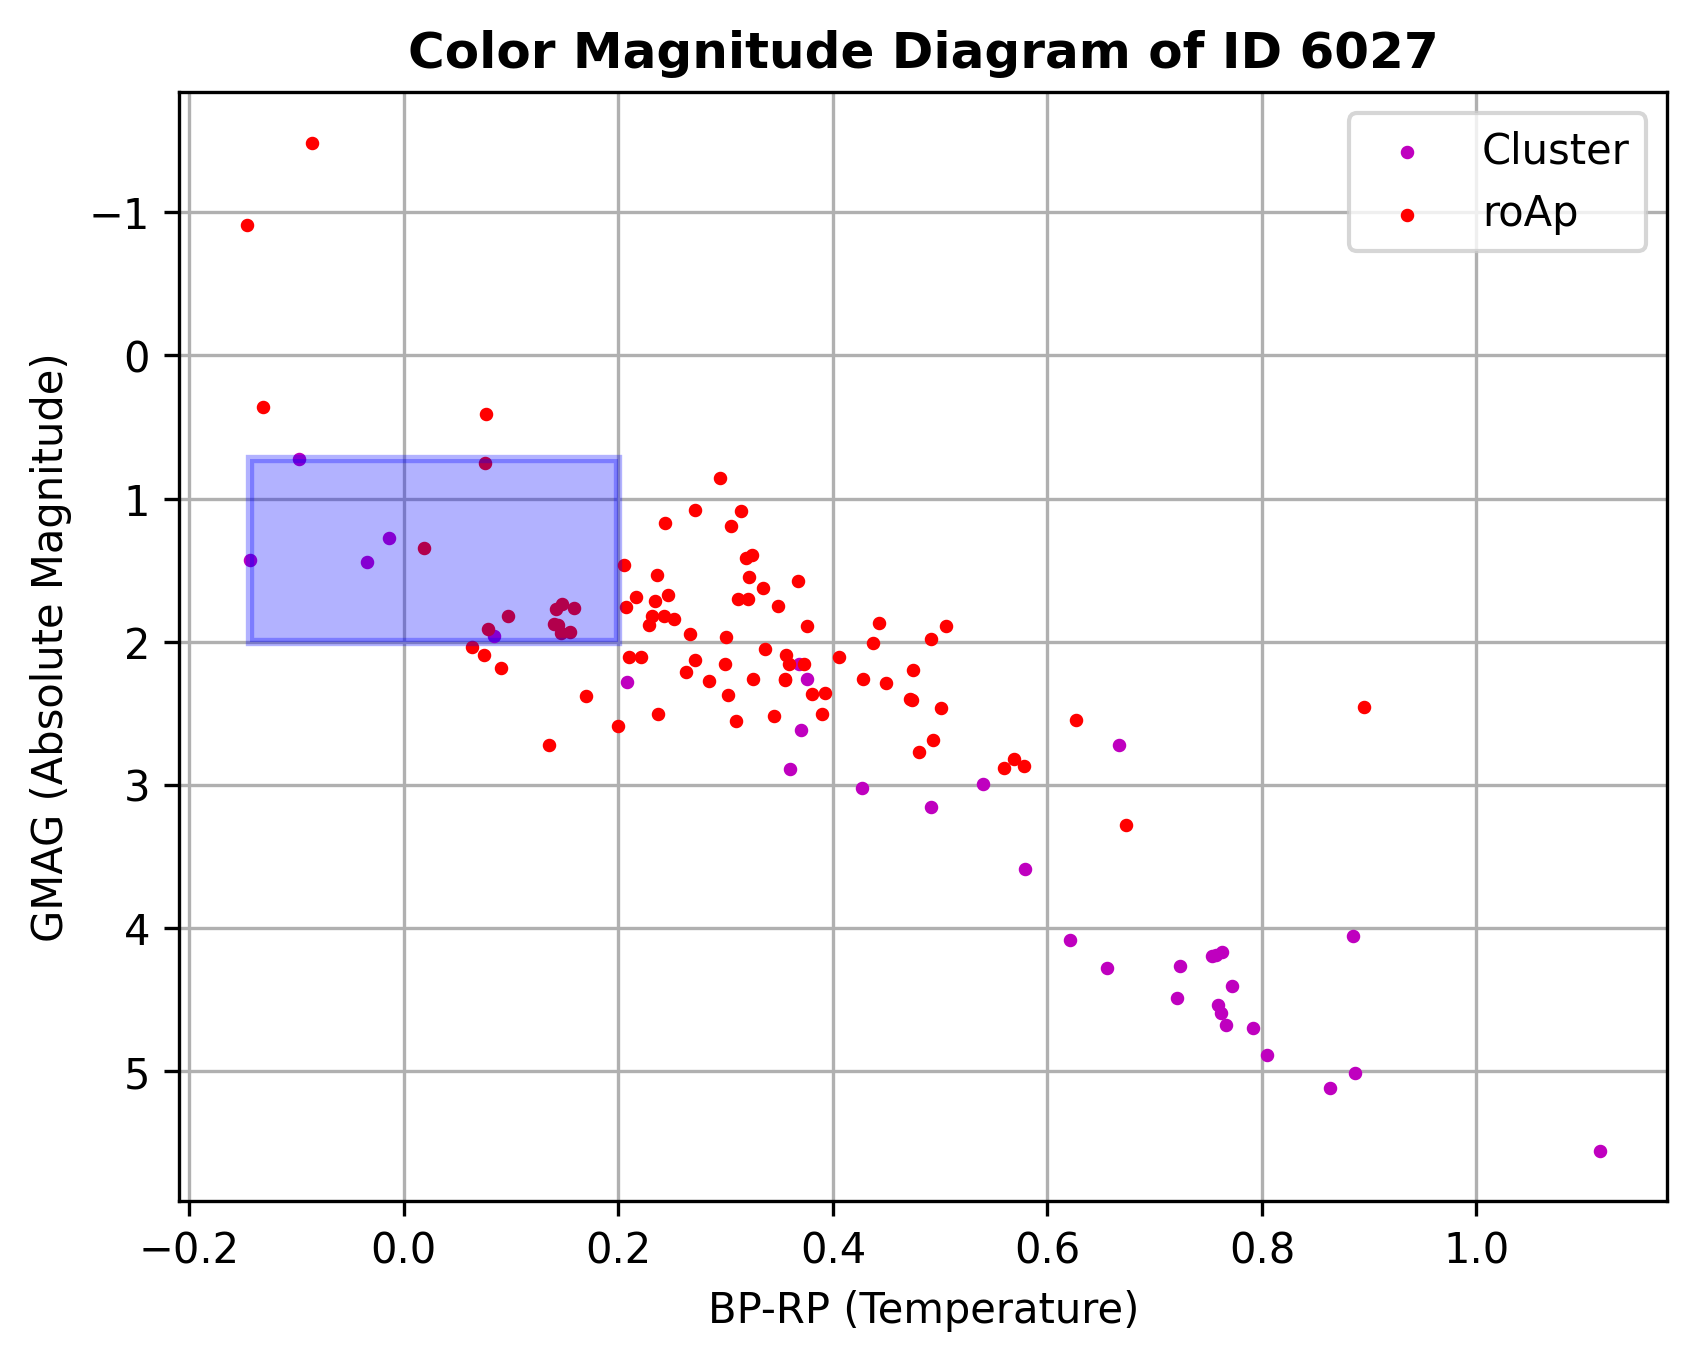 Color Magnitude Diagram of ID 6027
Cluster
roAp
−1
0
1
2
3
4
5
GMAG (Absolute Magnitude)
−0.2
0.0
0.2
0.4
0.6
0.8
1.0
BP-RP (Temperature)